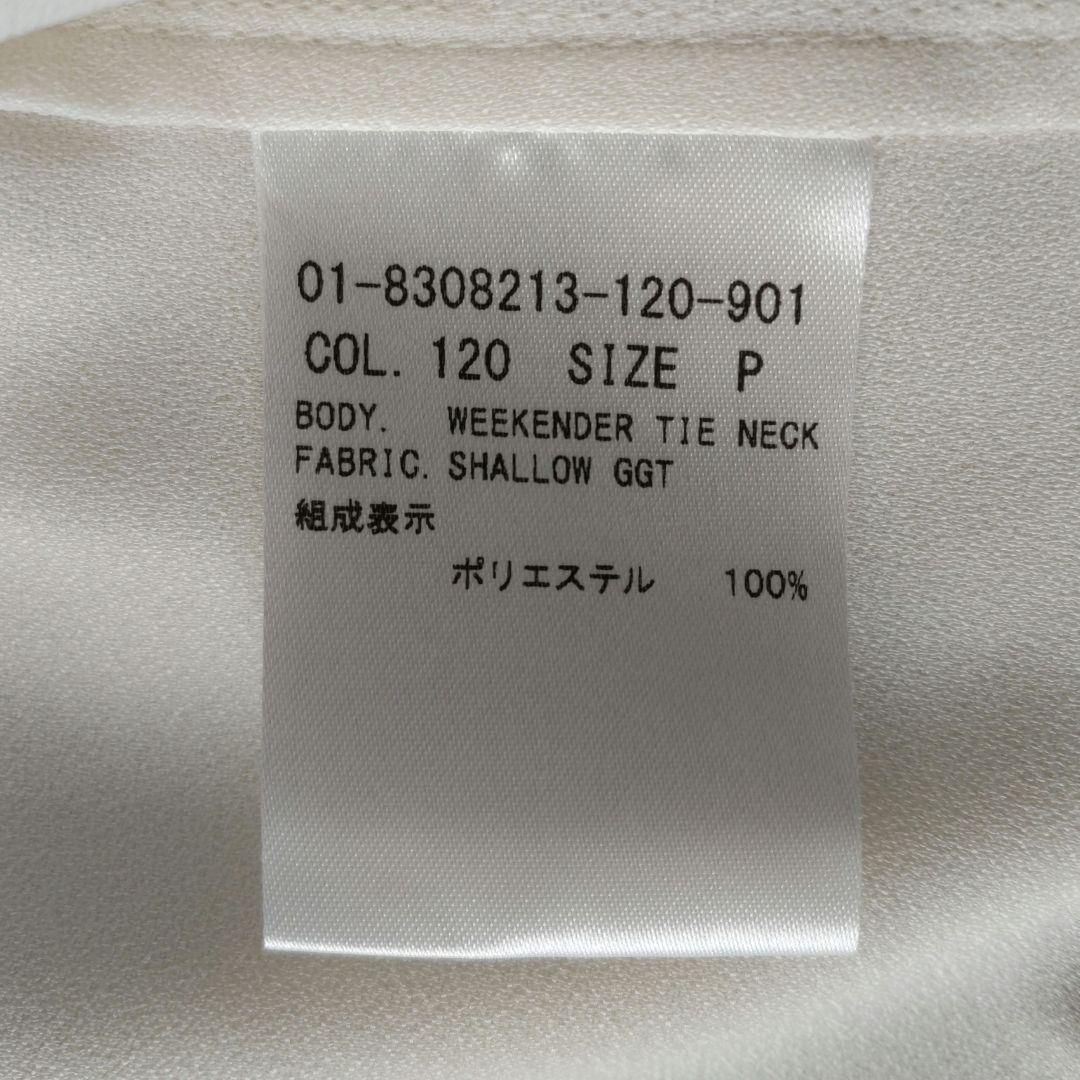 01-8308213-120-901
COL. 120 SIZE P
BODY. WEEKENDER TIE NECK
FABRIC. SHALLOW GGT
組成表示
ポリエステル 100%